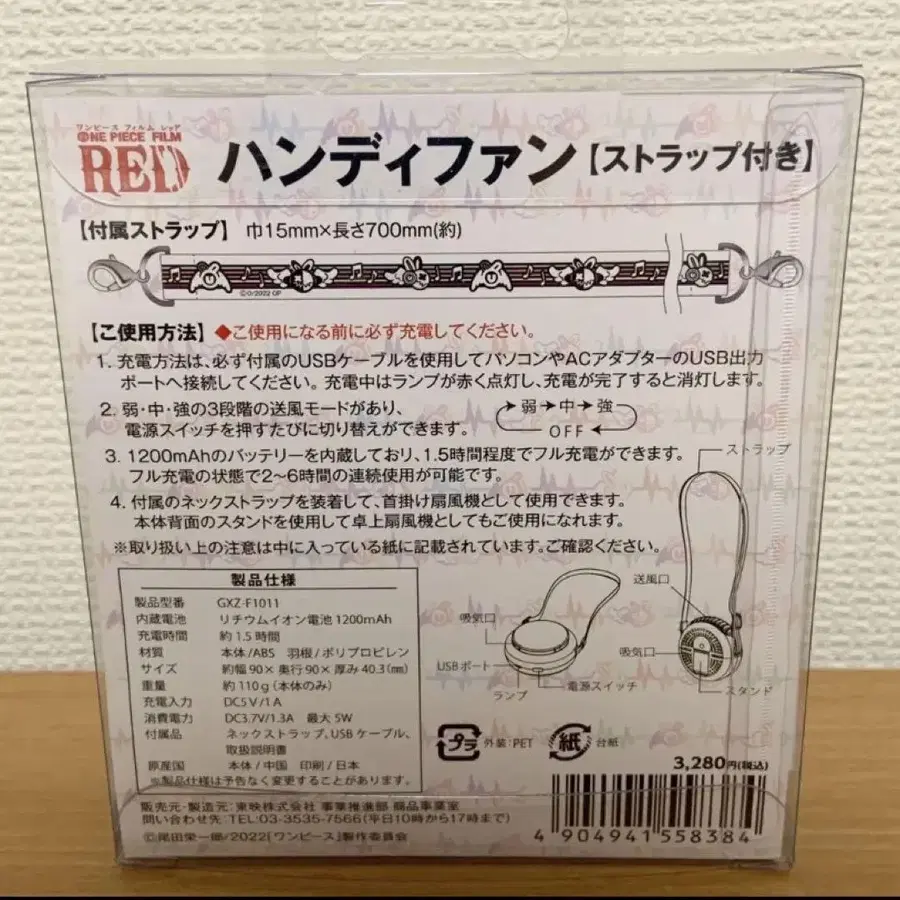 ワンピース フィルム レッド
ONE PIECE FILM
RED
ハンディファン【ストラップ付き】
【付属ストラップ】 巾15mm×長さ700mm(約)
©O/2022 OP
【ご使用方法】 ◆ご使用になる前に必ず充電してください。
1. 充電方法は、必ず付属のUSBケーブルを使用してパソコンやACアダプターのUSB出力
ポートへ接続してください。充電中はランプが赤く点灯し、充電が完了すると消灯します。
2. 弱・中・強の3段階の送風モードがあり、
電源スイッチを押すたびに切り替えができます。
弱→中→強
OFF
3. 1200mAhのバッテリーを内蔵しており、1.5時間程度でフル充電ができます。
フル充電の状態で2〜6時間の連続使用が可能です。
4. 付属のネックストラップを装着して、首掛け扇風機として使用できます。
本体背面のスタンドを使用して卓上扇風機としてもご使用になれます。
※取り扱い上の注意は中に入っている紙に記載されています。ご確認ください。
製品仕様
製品型番 GXZ-F1011
内蔵電池 リチウムイオン電池 1200mAh
充電時間 約1.5時間
材質 本体/ABS 羽根/ポリプロピレン
サイズ 約幅90×奥行90×厚み40.3(mm)
重量 約110g(本体のみ)
充電入力 DC5V/1A
消費電力 DC3.7V/1.3A 最大5W
付属品 ネックストラップ、USBケーブル、
取扱説明書
原産国 本体/中国 印刷/日本
※製品仕様は予告なく変更することがあります。
ストラップ
送風口
吸気口
スタンド
吸気口
USBポート
ランプ
電源スイッチ
プラ 外装:PET 紙 台紙
3,280円(税込)
販売元・製造元:東映株式会社 事業推進部 商品事業室
問い合わせ先:TEL:03-3535-7566(平日10時から17時まで)
©尾田栄一郎/2022「ワンピース」製作委員会
4 904941 558384